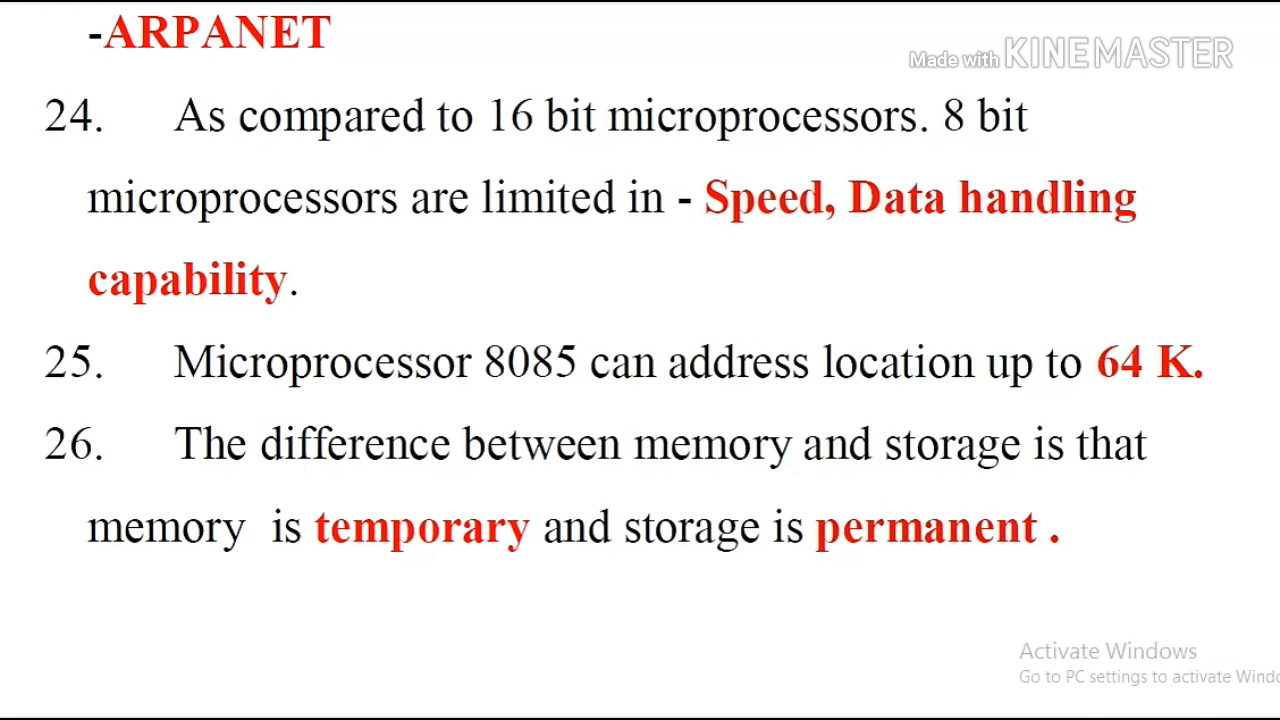 -ARPANET
Made with KINEMASTER
24. As compared to 16 bit microprocessors. 8 bit
microprocessors are limited in - Speed, Data handling
capability.
25. Microprocessor 8085 can address location up to 64 K.
26. The difference between memory and storage is that
memory is temporary and storage is permanent .
Activate Windows
Go to PC settings to activate Windo